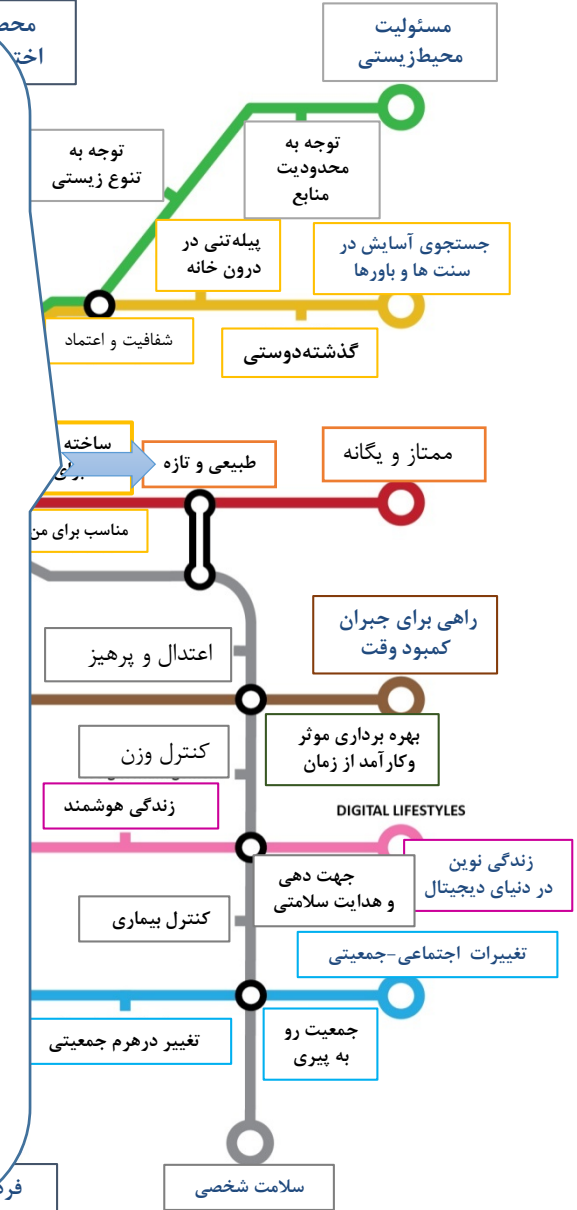 مسئولیت
محیط‌زیستی
توجه به
محدودیت
منابع
توجه به
تنوع زیستی
پیله‌تنی در
درون خانه
جستجوی آسایش در
سنت ها و باورها
شفافیت و اعتماد
گذشته‌دوستی
ساخته
طبیعی و تازه
ممتاز و یگانه
مناسب برای من
راهی برای جبران
کمبود وقت
اعتدال و پرهیز
بهره برداری موثر
وکارآمد از زمان
کنترل وزن
زندگی هوشمند
DIGITAL LIFESTYLES
زندگی نوین
در دنیای دیجیتال
جهت دهی
و هدایت سلامتی
کنترل بیماری
تغییرات اجتماعی-جمعیتی
جمعیت رو
به پیری
تغییر درهرم جمعیتی
سلامت شخصی